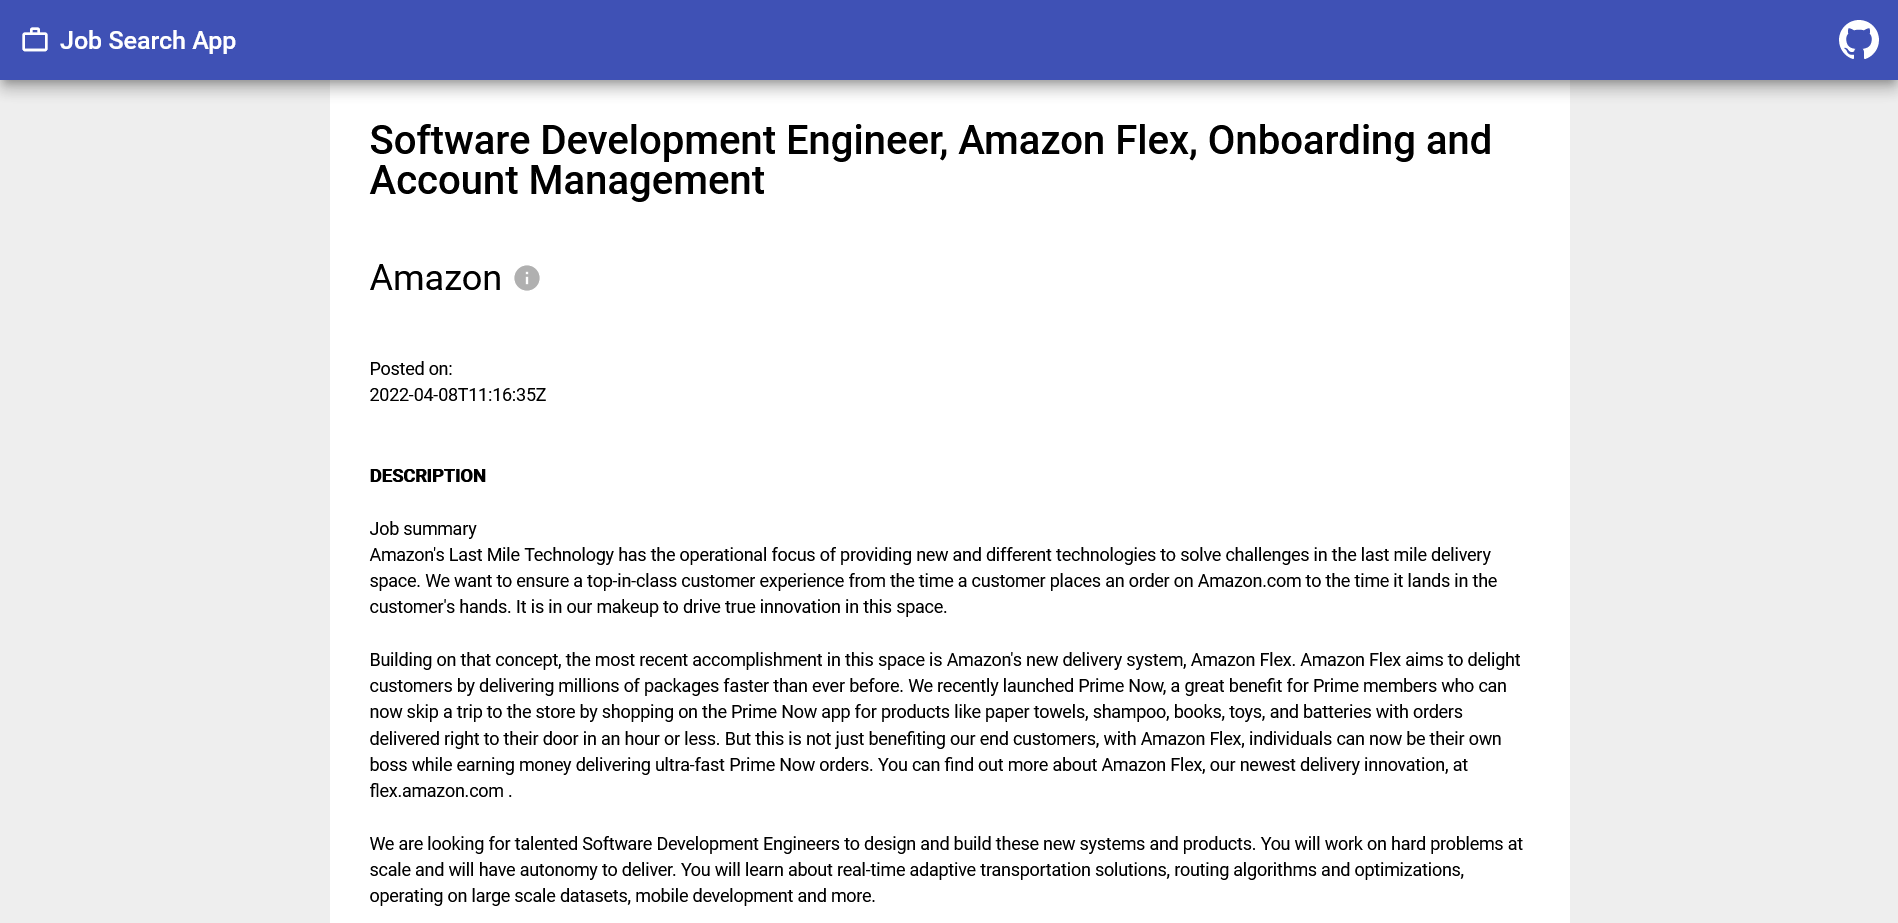 Job Search App
Software Development Engineer, Amazon Flex, Onboarding and
Account Management
Amazon
Posted on:
2022-04-08T11:16:35Z
DESCRIPTION
Job summary
Amazon's Last Mile Technology has the operational focus of providing new and different technologies to solve challenges in the last mile delivery
space. We want to ensure a top-in-class customer experience from the time a customer places an order on Amazon.com to the time it lands in the
customer's hands. It is in our makeup to drive true innovation in this space.
Building on that concept, the most recent accomplishment in this space is Amazon's new delivery system, Amazon Flex. Amazon Flex aims to delight
customers by delivering millions of packages faster than ever before. We recently launched Prime Now, a great benefit for Prime members who can
now skip a trip to the store by shopping on the Prime Now app for products like paper towels, shampoo, books, toys, and batteries with orders
delivered right to their door in an hour or less. But this is not just benefiting our end customers, with Amazon Flex, individuals can now be their own
boss while earning money delivering ultra-fast Prime Now orders. You can find out more about Amazon Flex, our newest delivery innovation, at
flex.amazon.com .
We are looking for talented Software Development Engineers to design and build these new systems and products. You will work on hard problems at
scale and will have autonomy to deliver. You will learn about real-time adaptive transportation solutions, routing algorithms and optimizations,
operating on large scale datasets, mobile development and more.